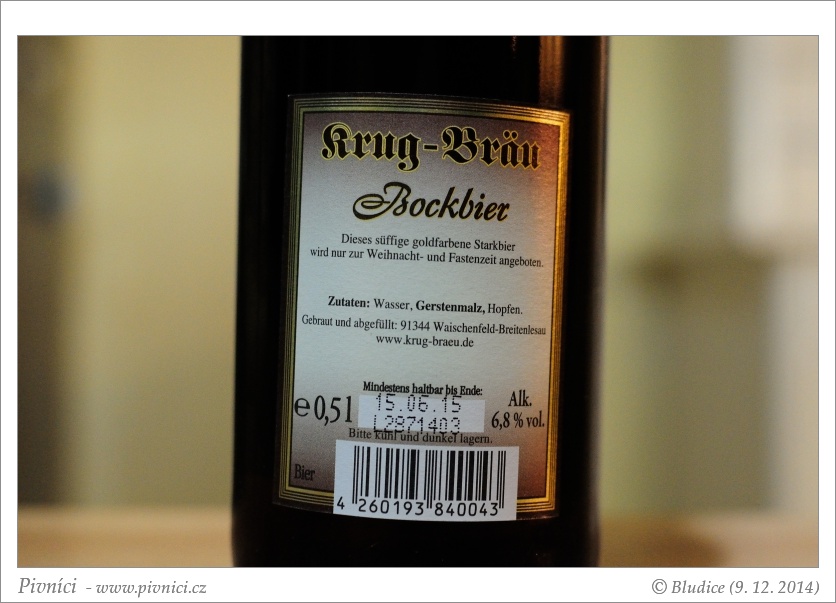 Krug-Bräu
Bockbier
Dieses süffige goldfarbene Starkbier
wird nur zur Weihnacht- und Fastenzeit angeboten.
Zutaten: Wasser, Gerstenmalz, Hopfen.
Gebraut und abgefüllt: 91344 Waischenfeld-Breitenlesau
www.krug-braeu.de
Mindestens haltbar bis Ende:
15.06.15
L2871403
e 0,5 l
Alk.
6,8 % vol.
Bitte kühl und dunkel lagern.
Bier
4 260193 840043
Pivníci - www.pivnici.cz
© Bludice (9. 12. 2014)